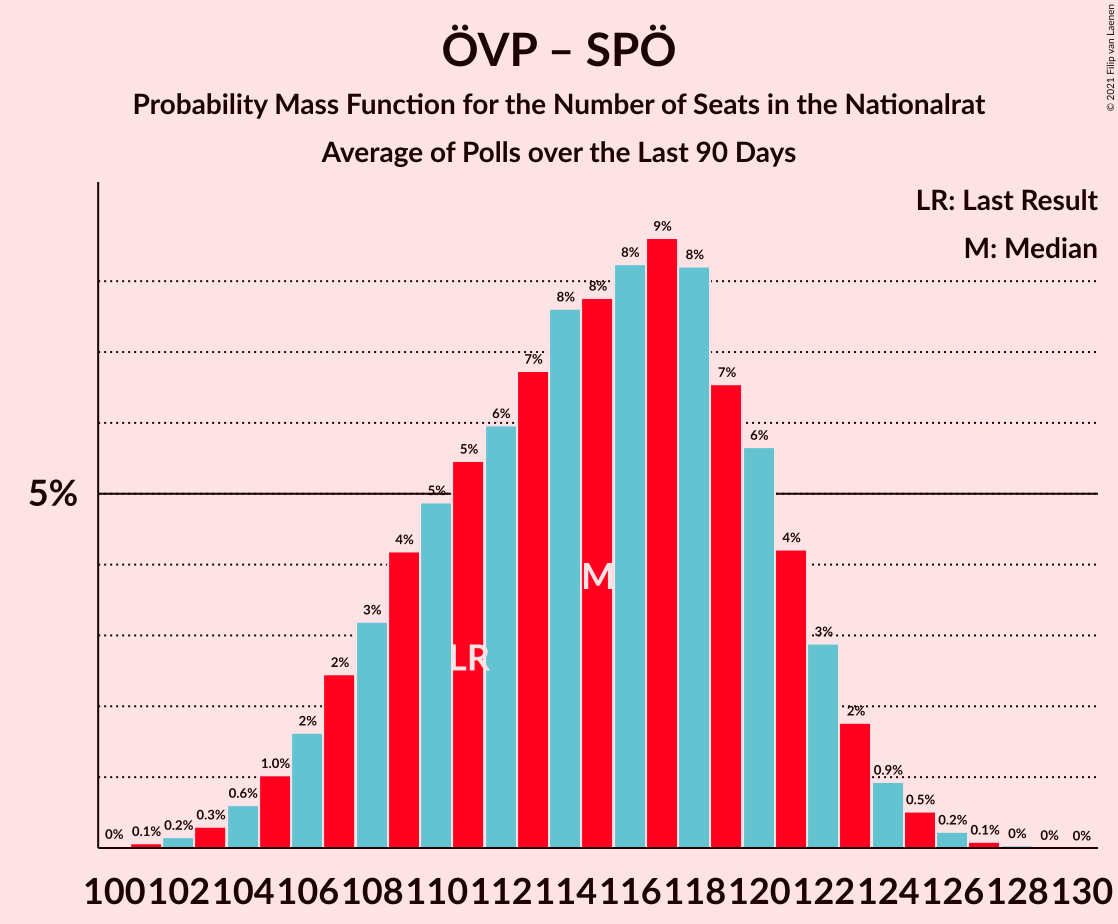 ÖVP – SPÖ
Probability Mass Function for the Number of Seats in the Nationalrat
Average of Polls over the Last 90 Days
© 2021 Filip van Laenen
LR: Last Result
M: Median
5%
0% 0.1% 0.2% 0.3% 0.6% 1.0% 2% 2% 3% 4% 5% 5% 6% 7% 8% 8% 8% 9% 8% 7% 6% 4% 3% 2% 0.9% 0.5% 0.2% 0.1% 0% 0% 0%
M
LR
100 102 104 106 108 110 112 114 116 118 120 122 124 126 128 130